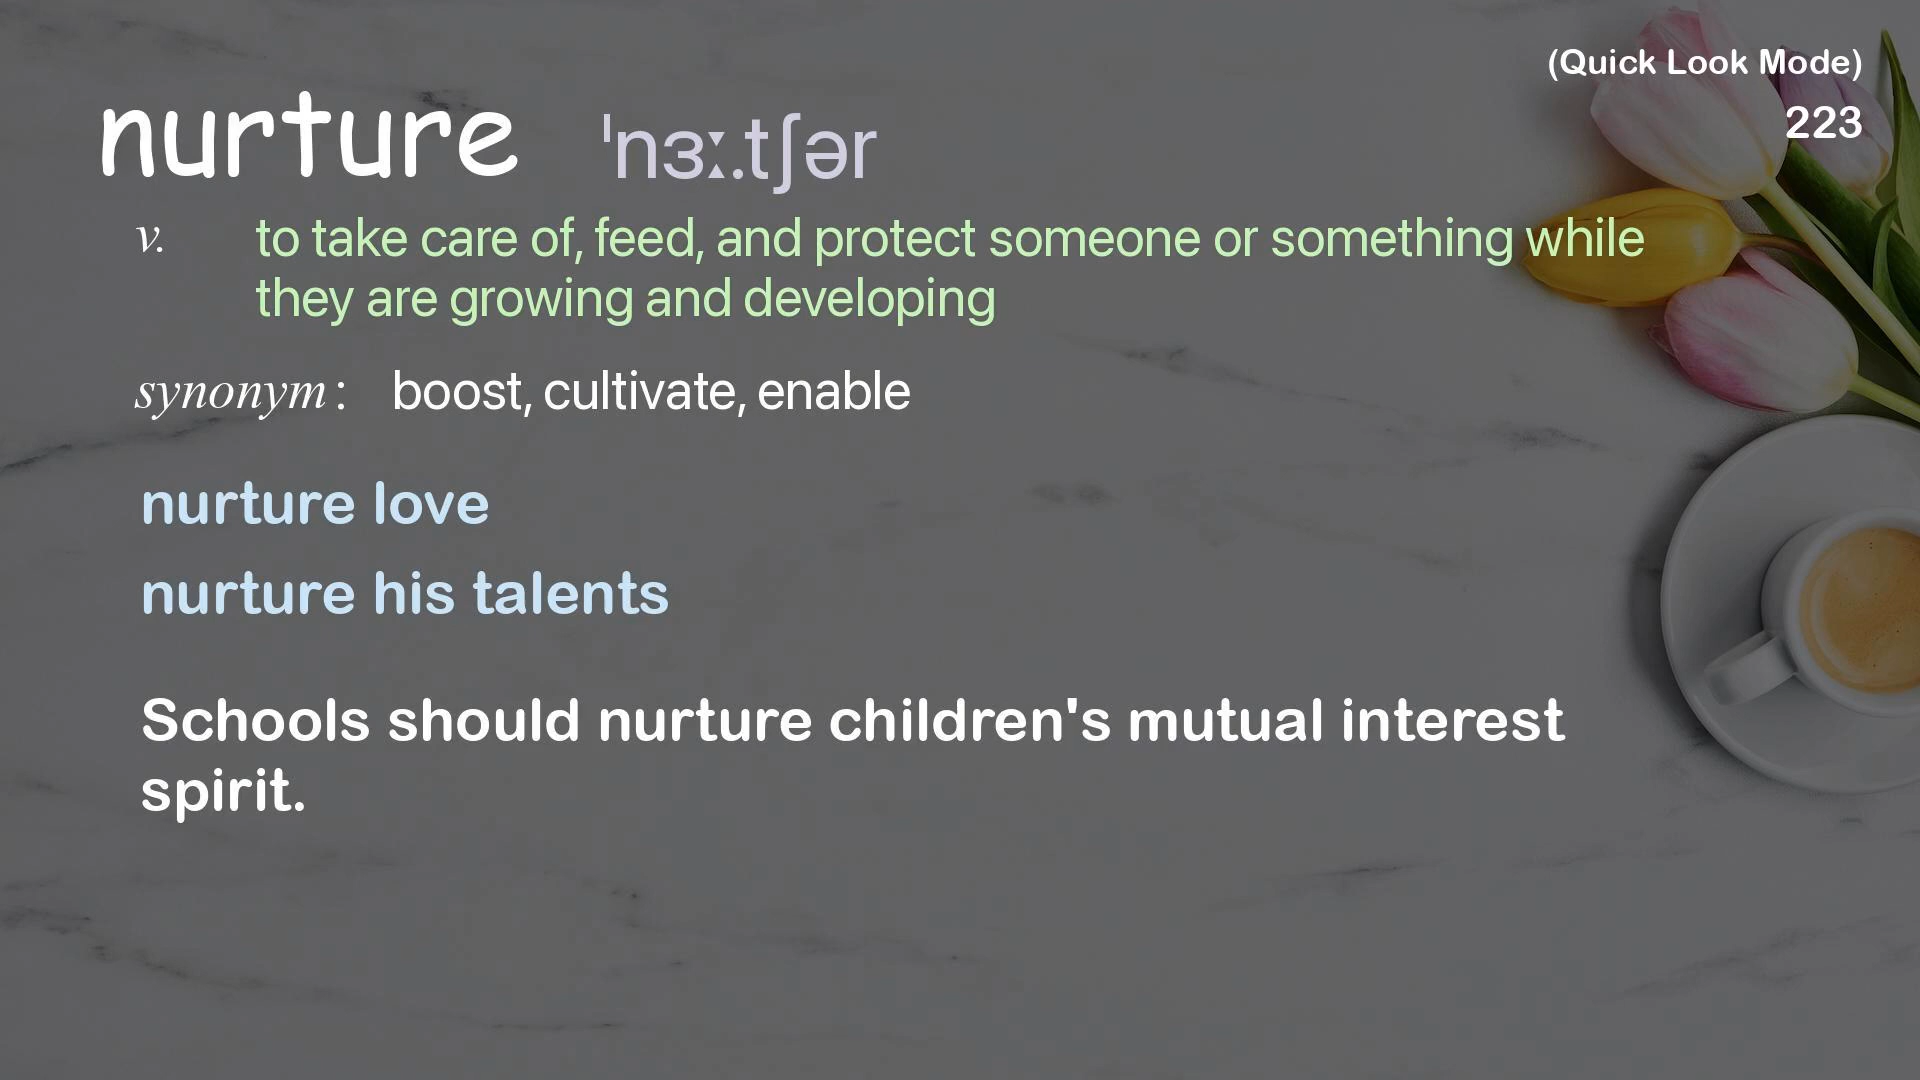 (Quick Look Mode)
223
nurture ˈnɜː.tʃər
v. to take care of, feed, and protect someone or something while
they are growing and developing
synonym : boost, cultivate, enable
nurture love
nurture his talents
Schools should nurture children's mutual interest
spirit.